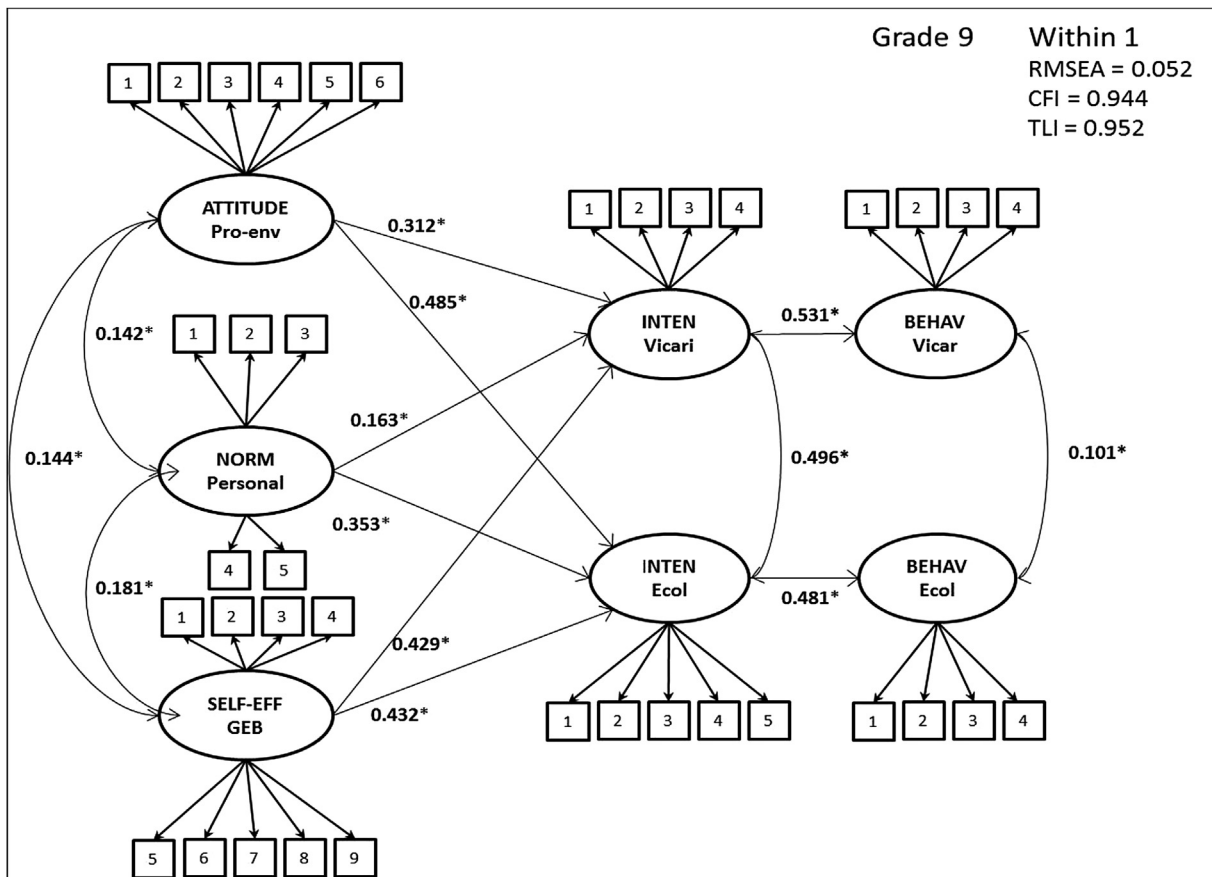 Grade 9 Within 1
RMSEA = 0.052
CFI = 0.944
TLI = 0.952
1 2 3 4 5 6
ATTITUDE
Pro-env
0.142*
0.144*
1 2 3
NORM
Personal
4 5
0.181*
1 2 3 4
SELF-EFF
GEB
5 6 7 8 9
0.312*
0.485*
0.163*
0.353*
0.429*
0.432*
1 2 3 4
INTEN
Vicari
0.531*
1 2 3 4
BEHAV
Vicar
0.496*
0.101*
INTEN
Ecol
1 2 3 4 5
0.481*
BEHAV
Ecol
1 2 3 4